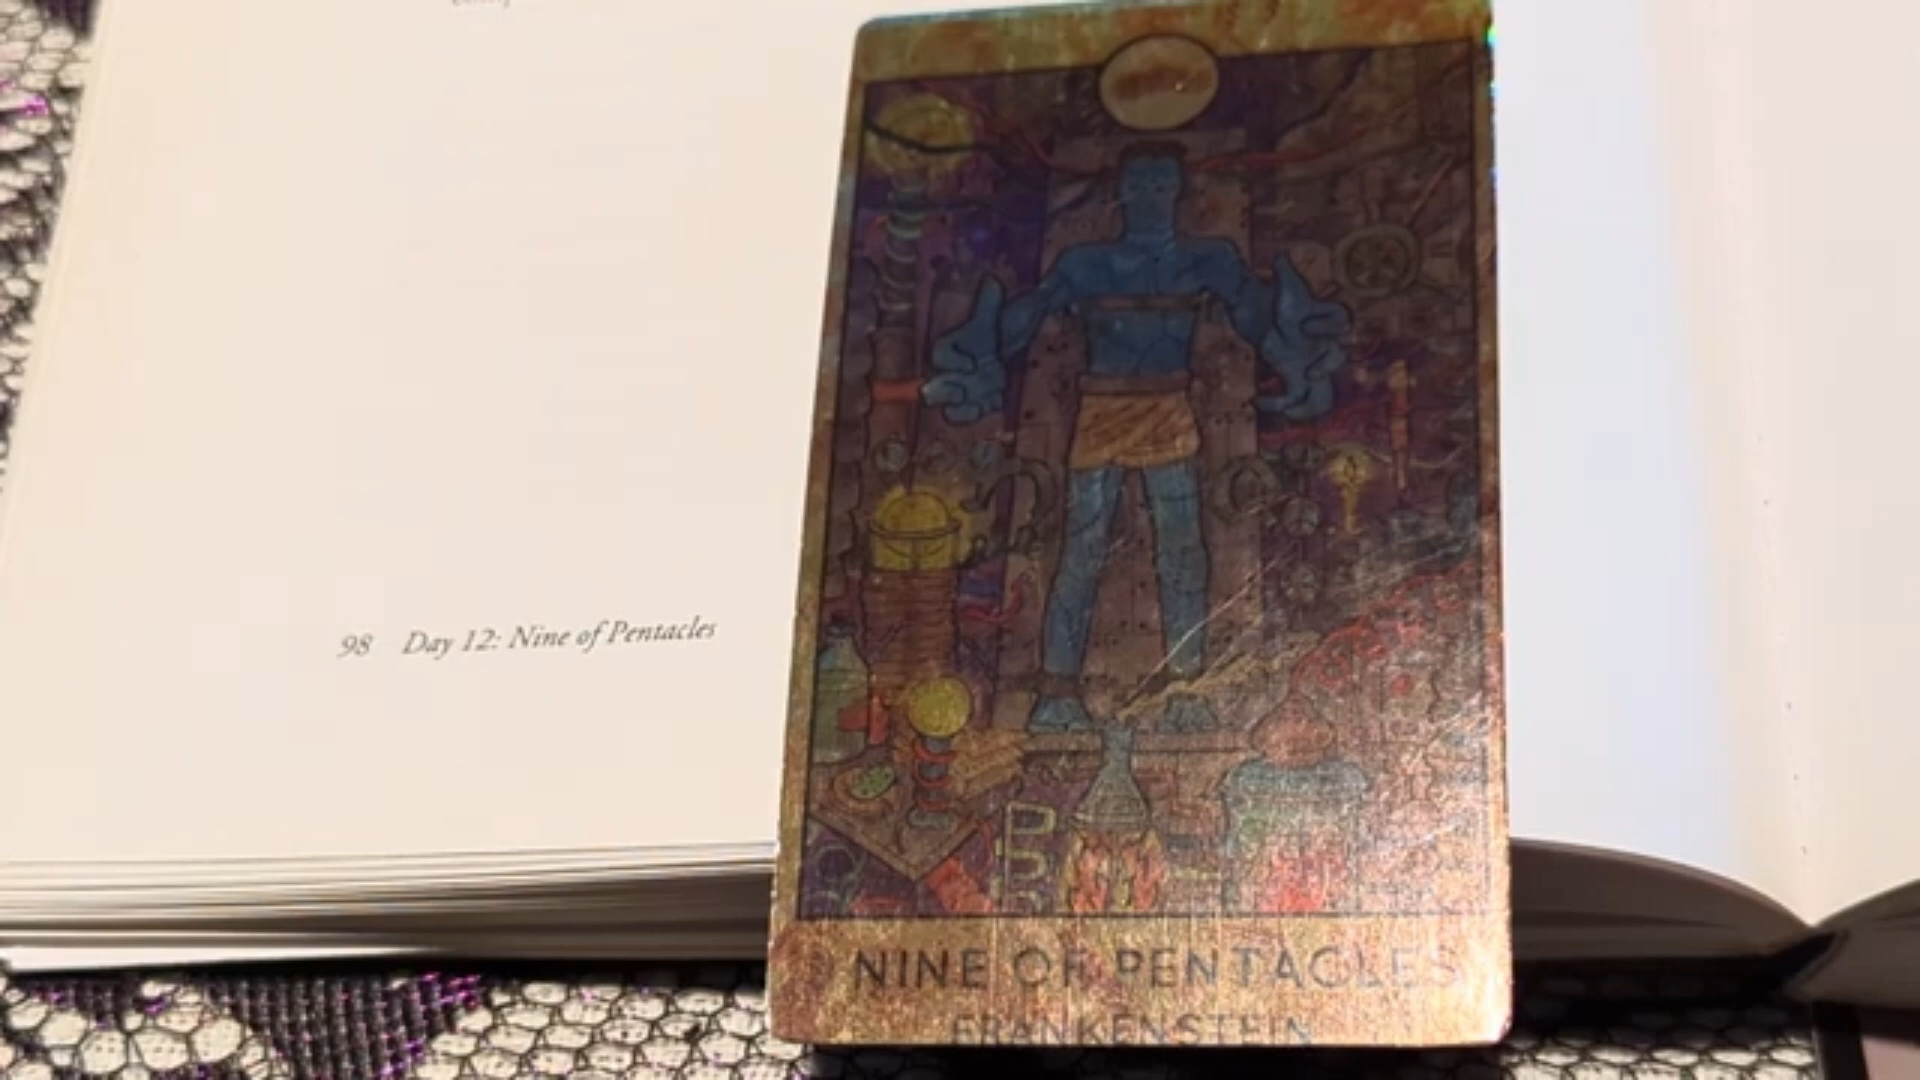 98 Day 12: Nine of Pentacles
NINE OF PENTACLES
FRANKENSTEIN